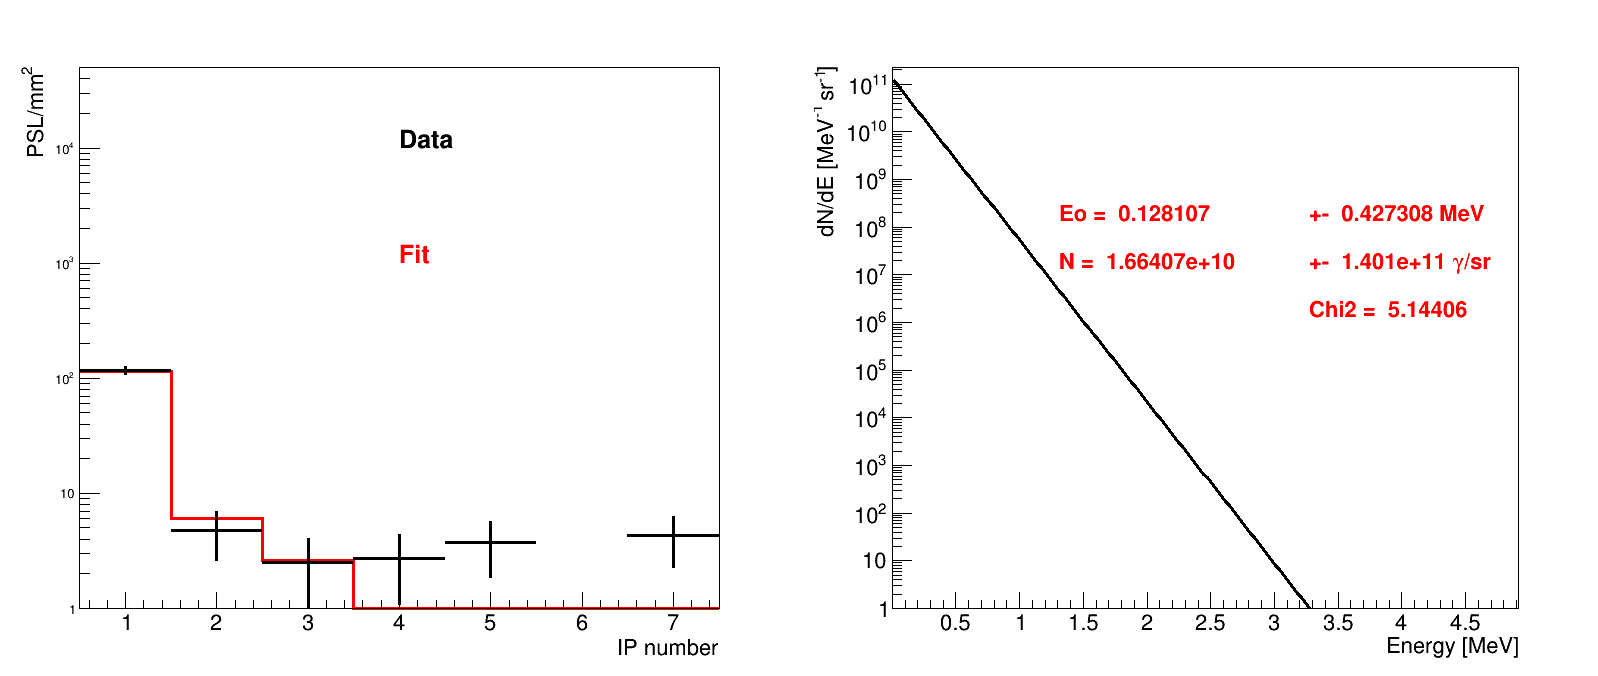 PSL/mm²
10⁴
10³
10²
10
1
Data
Fit
1 2 3 4 5 6 7
IP number
dN/dE [MeV⁻¹ sr⁻¹]
10¹¹
10¹⁰
10⁹
10⁸
10⁷
10⁶
10⁵
10⁴
10³
10²
10
1
Eo = 0.128107 +- 0.427308 MeV
N = 1.66407e+10 +- 1.401e+11 γ/sr
Chi2 = 5.14406
0.5 1 1.5 2 2.5 3 3.5 4 4.5
Energy [MeV]